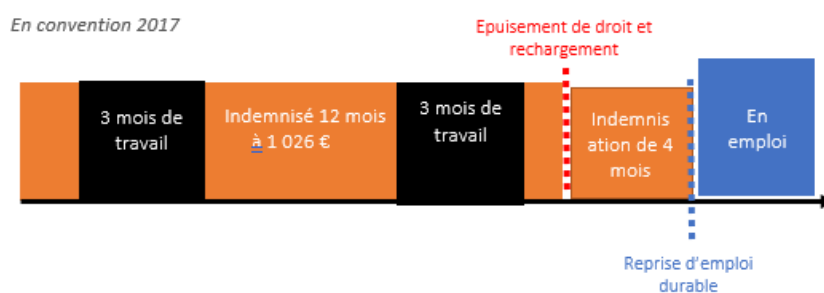 En convention 2017
Epuisement de droit et
rechargement
3 mois de
travail
Indemnisé 12 mois
à 1 026 €
3 mois de
travail
Indemnis
ation de 4
mois
En
emploi
Reprise d'emploi
durable